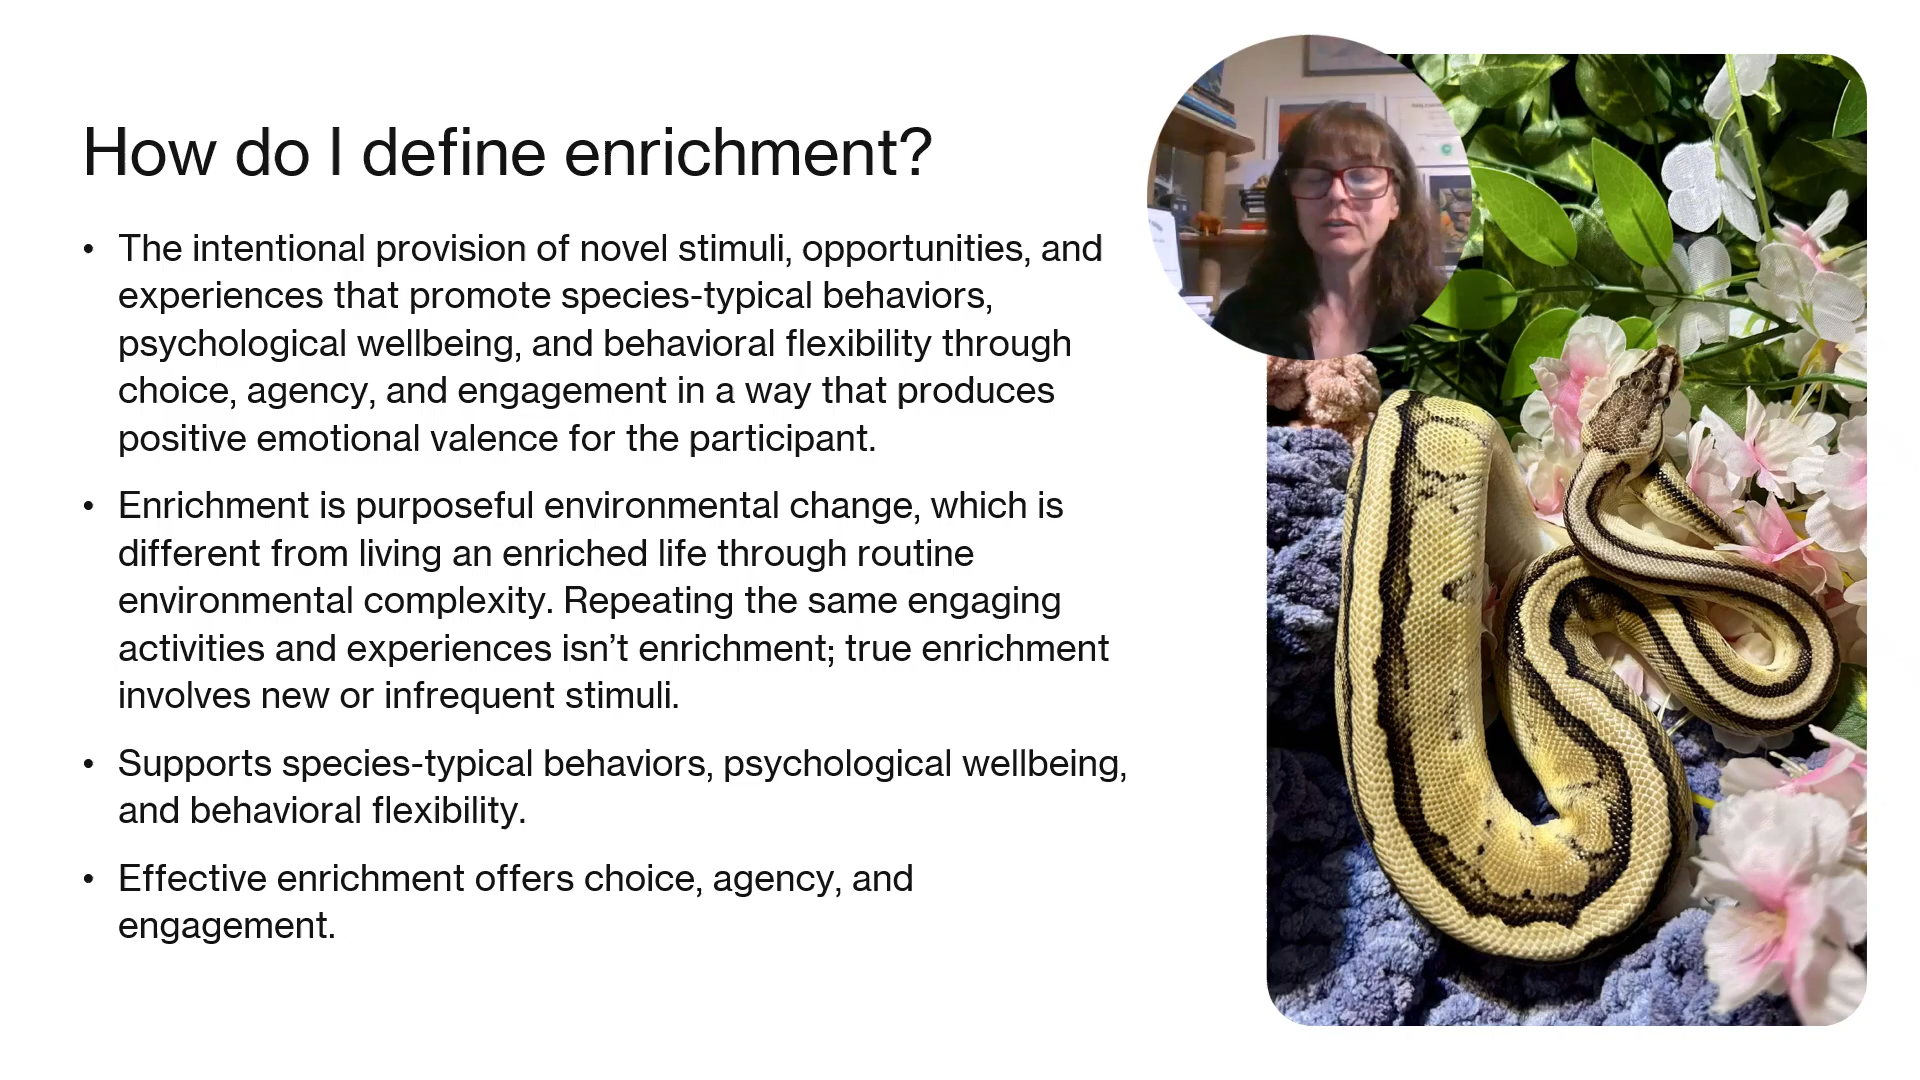 How do I define enrichment?
• The intentional provision of novel stimuli, opportunities, and
experiences that promote species-typical behaviors,
psychological wellbeing, and behavioral flexibility through
choice, agency, and engagement in a way that produces
positive emotional valence for the participant.
• Enrichment is purposeful environmental change, which is
different from living an enriched life through routine
environmental complexity. Repeating the same engaging
activities and experiences isn’t enrichment; true enrichment
involves new or infrequent stimuli.
• Supports species-typical behaviors, psychological wellbeing,
and behavioral flexibility.
• Effective enrichment offers choice, agency, and
engagement.